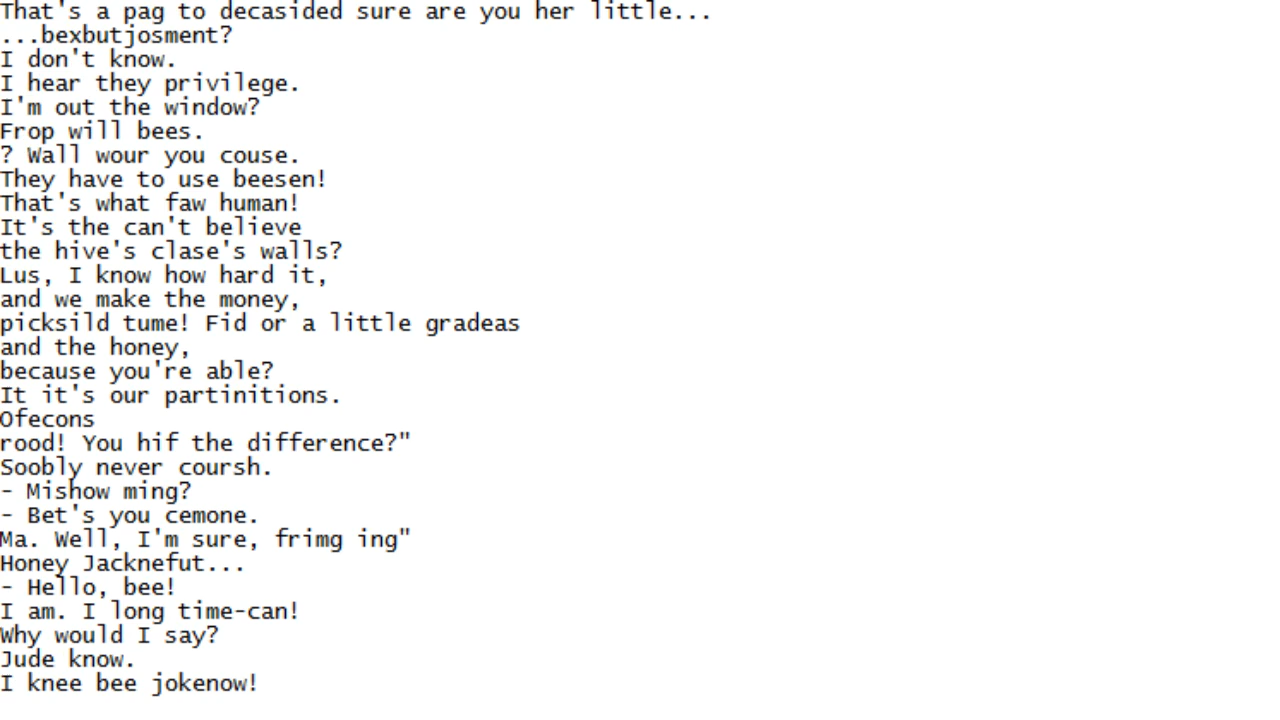 That's a pag to decasided sure are you her little...
...bexbutjosment?
I don't know.
I hear they privilege.
I'm out the window?
Frop will bees.
? Wall wour you couse.
They have to use beesen!
That's what faw human!
It's the can't believe
the hive's clase's walls?
Lus, I know how hard it,
and we make the money,
picksild tume! Fid or a little gradeas
and the honey,
because you're able?
It it's our partinitions.
Ofecons
rood! You hif the difference?"
Soobly never coursh.
- Mishow ming?
- Bet's you cemone.
Ma. Well, I'm sure, frimg ing"
Honey Jacknefut...
- Hello, bee!
I am. I long time-can!
Why would I say?
Jude know.
I knee bee jokenow!